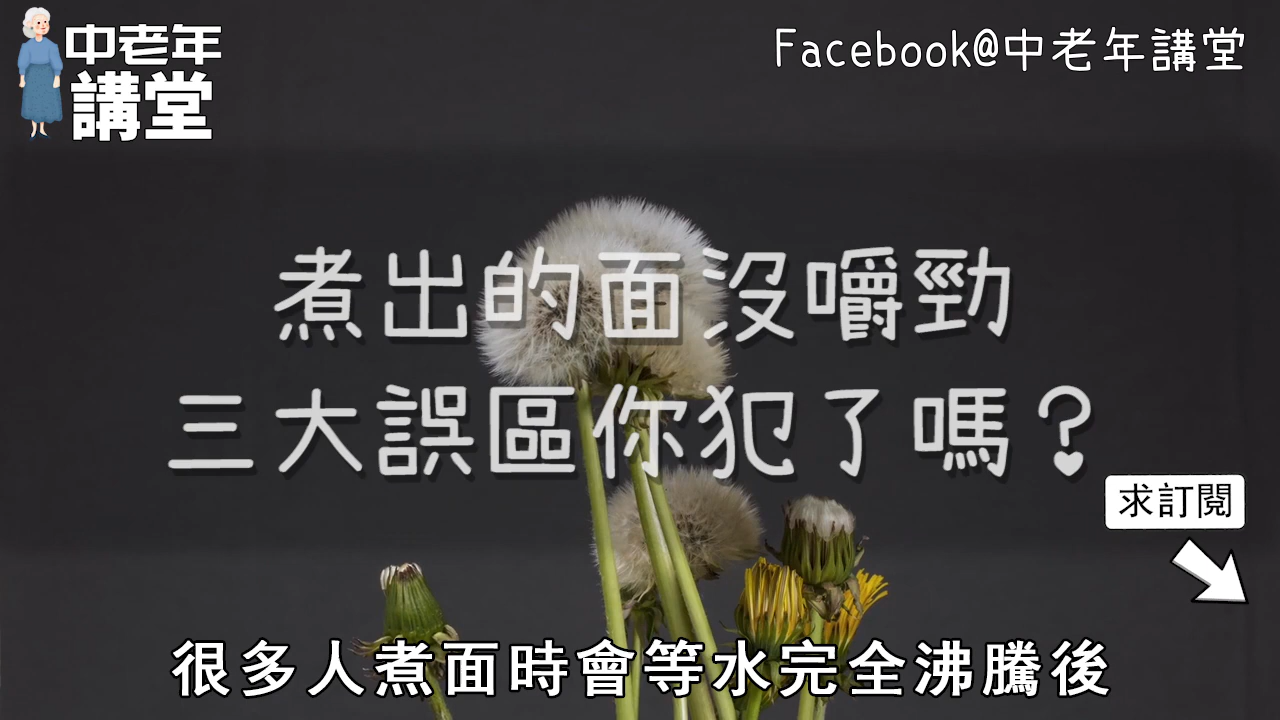 中老年
講堂
Facebook@中老年講堂
煮出的面沒嚼勁
三大誤區你犯了嗎？
求訂閱
很多人煮面時會等水完全沸騰後